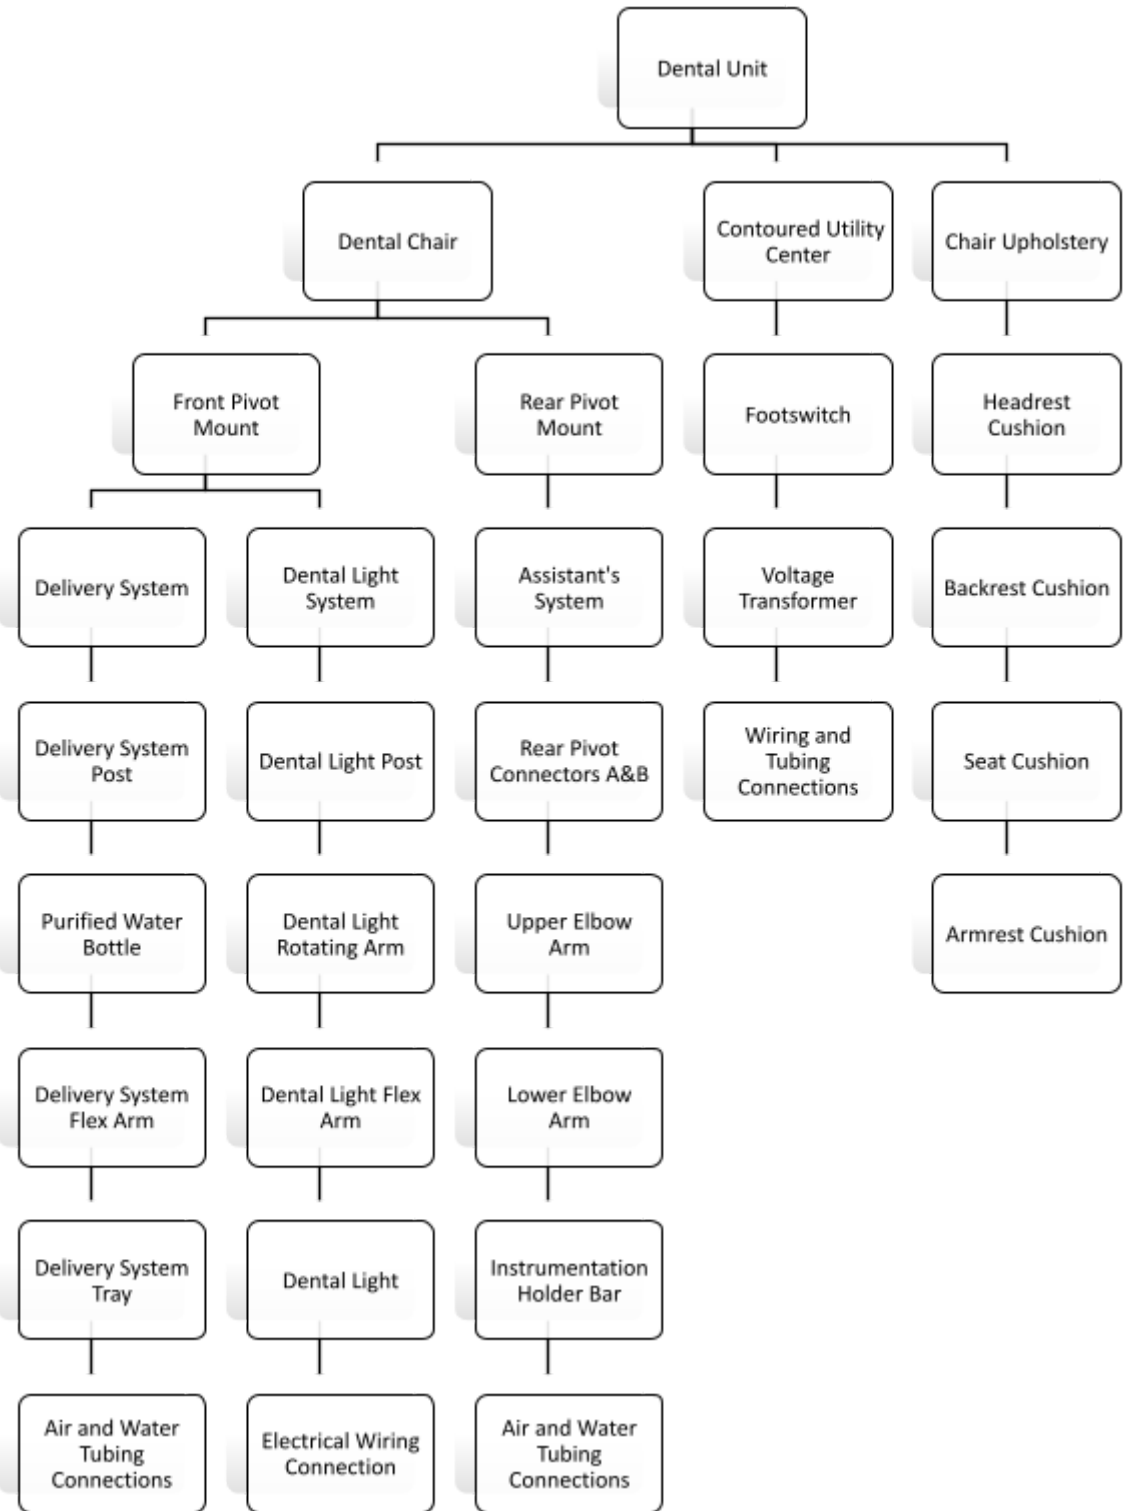 Dental Unit
Dental Chair
Contoured Utility
Center
Chair Upholstery
Front Pivot
Mount
Rear Pivot
Mount
Footswitch
Headrest
Cushion
Delivery System
Dental Light
System
Assistant's
System
Voltage
Transformer
Backrest Cushion
Delivery System
Post
Dental Light Post
Rear Pivot
Connectors A&B
Wiring and
Tubing
Connections
Seat Cushion
Purified Water
Bottle
Dental Light
Rotating Arm
Upper Elbow
Arm
Armrest Cushion
Delivery System
Flex Arm
Dental Light Flex
Arm
Lower Elbow
Arm
Delivery System
Tray
Dental Light
Instrumentation
Holder Bar
Air and Water
Tubing
Connections
Electrical Wiring
Connection
Air and Water
Tubing
Connections